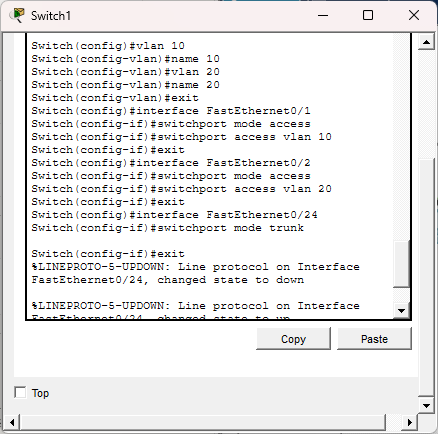 Switch1
Switch(config)#vlan 10
Switch(config-vlan)#name 10
Switch(config-vlan)#vlan 20
Switch(config-vlan)#name 20
Switch(config-vlan)#exit
Switch(config)#interface FastEthernet0/1
Switch(config-if)#switchport mode access
Switch(config-if)#switchport access vlan 10
Switch(config-if)#exit
Switch(config)#interface FastEthernet0/2
Switch(config-if)#switchport mode access
Switch(config-if)#switchport access vlan 20
Switch(config-if)#exit
Switch(config)#interface FastEthernet0/24
Switch(config-if)#switchport mode trunk
Switch(config-if)#exit
%LINEPROTO-5-UPDOWN: Line protocol on Interface
FastEthernet0/24, changed state to down
%LINEPROTO-5-UPDOWN: Line protocol on Interface
FastEthernet0/24, changed state to up
Copy
Paste
Top